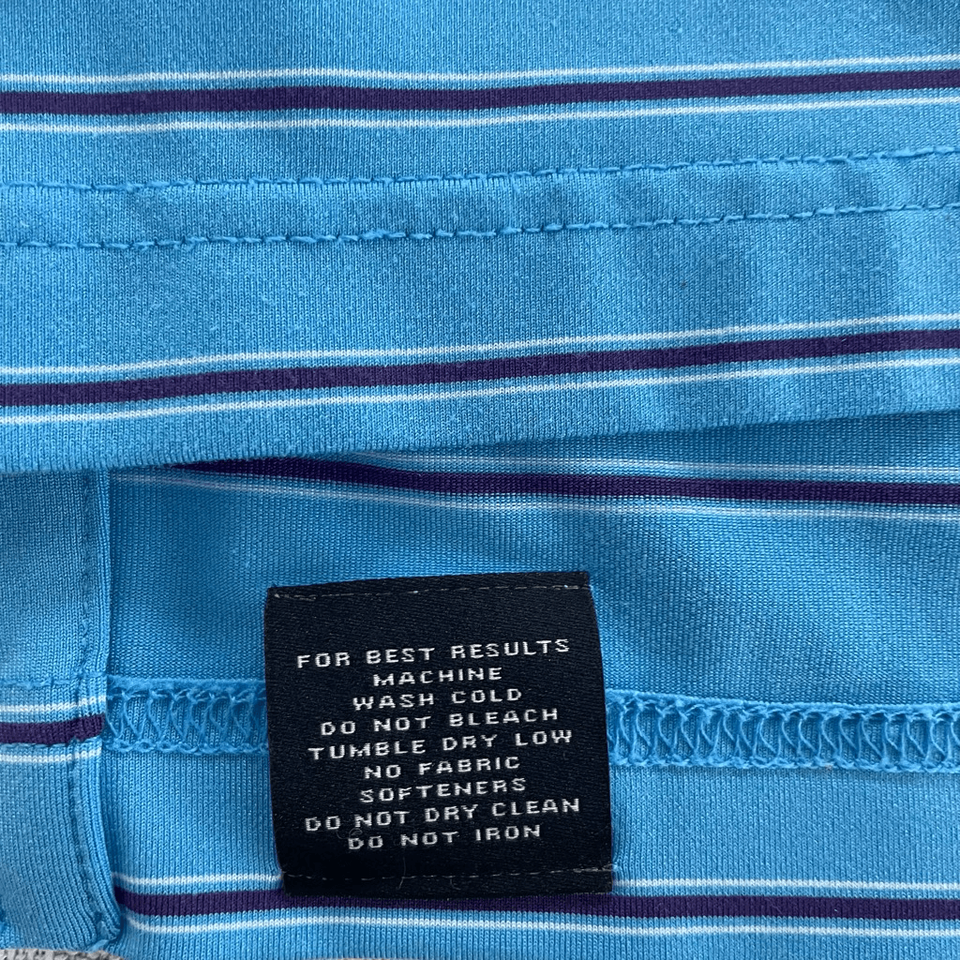 FOR BEST RESULTS
MACHINE
WASH COLD
DO NOT BLEACH
TUMBLE DRY LOW
NO FABRIC
SOFTENERS
DO NOT DRY CLEAN
DO NOT IRON